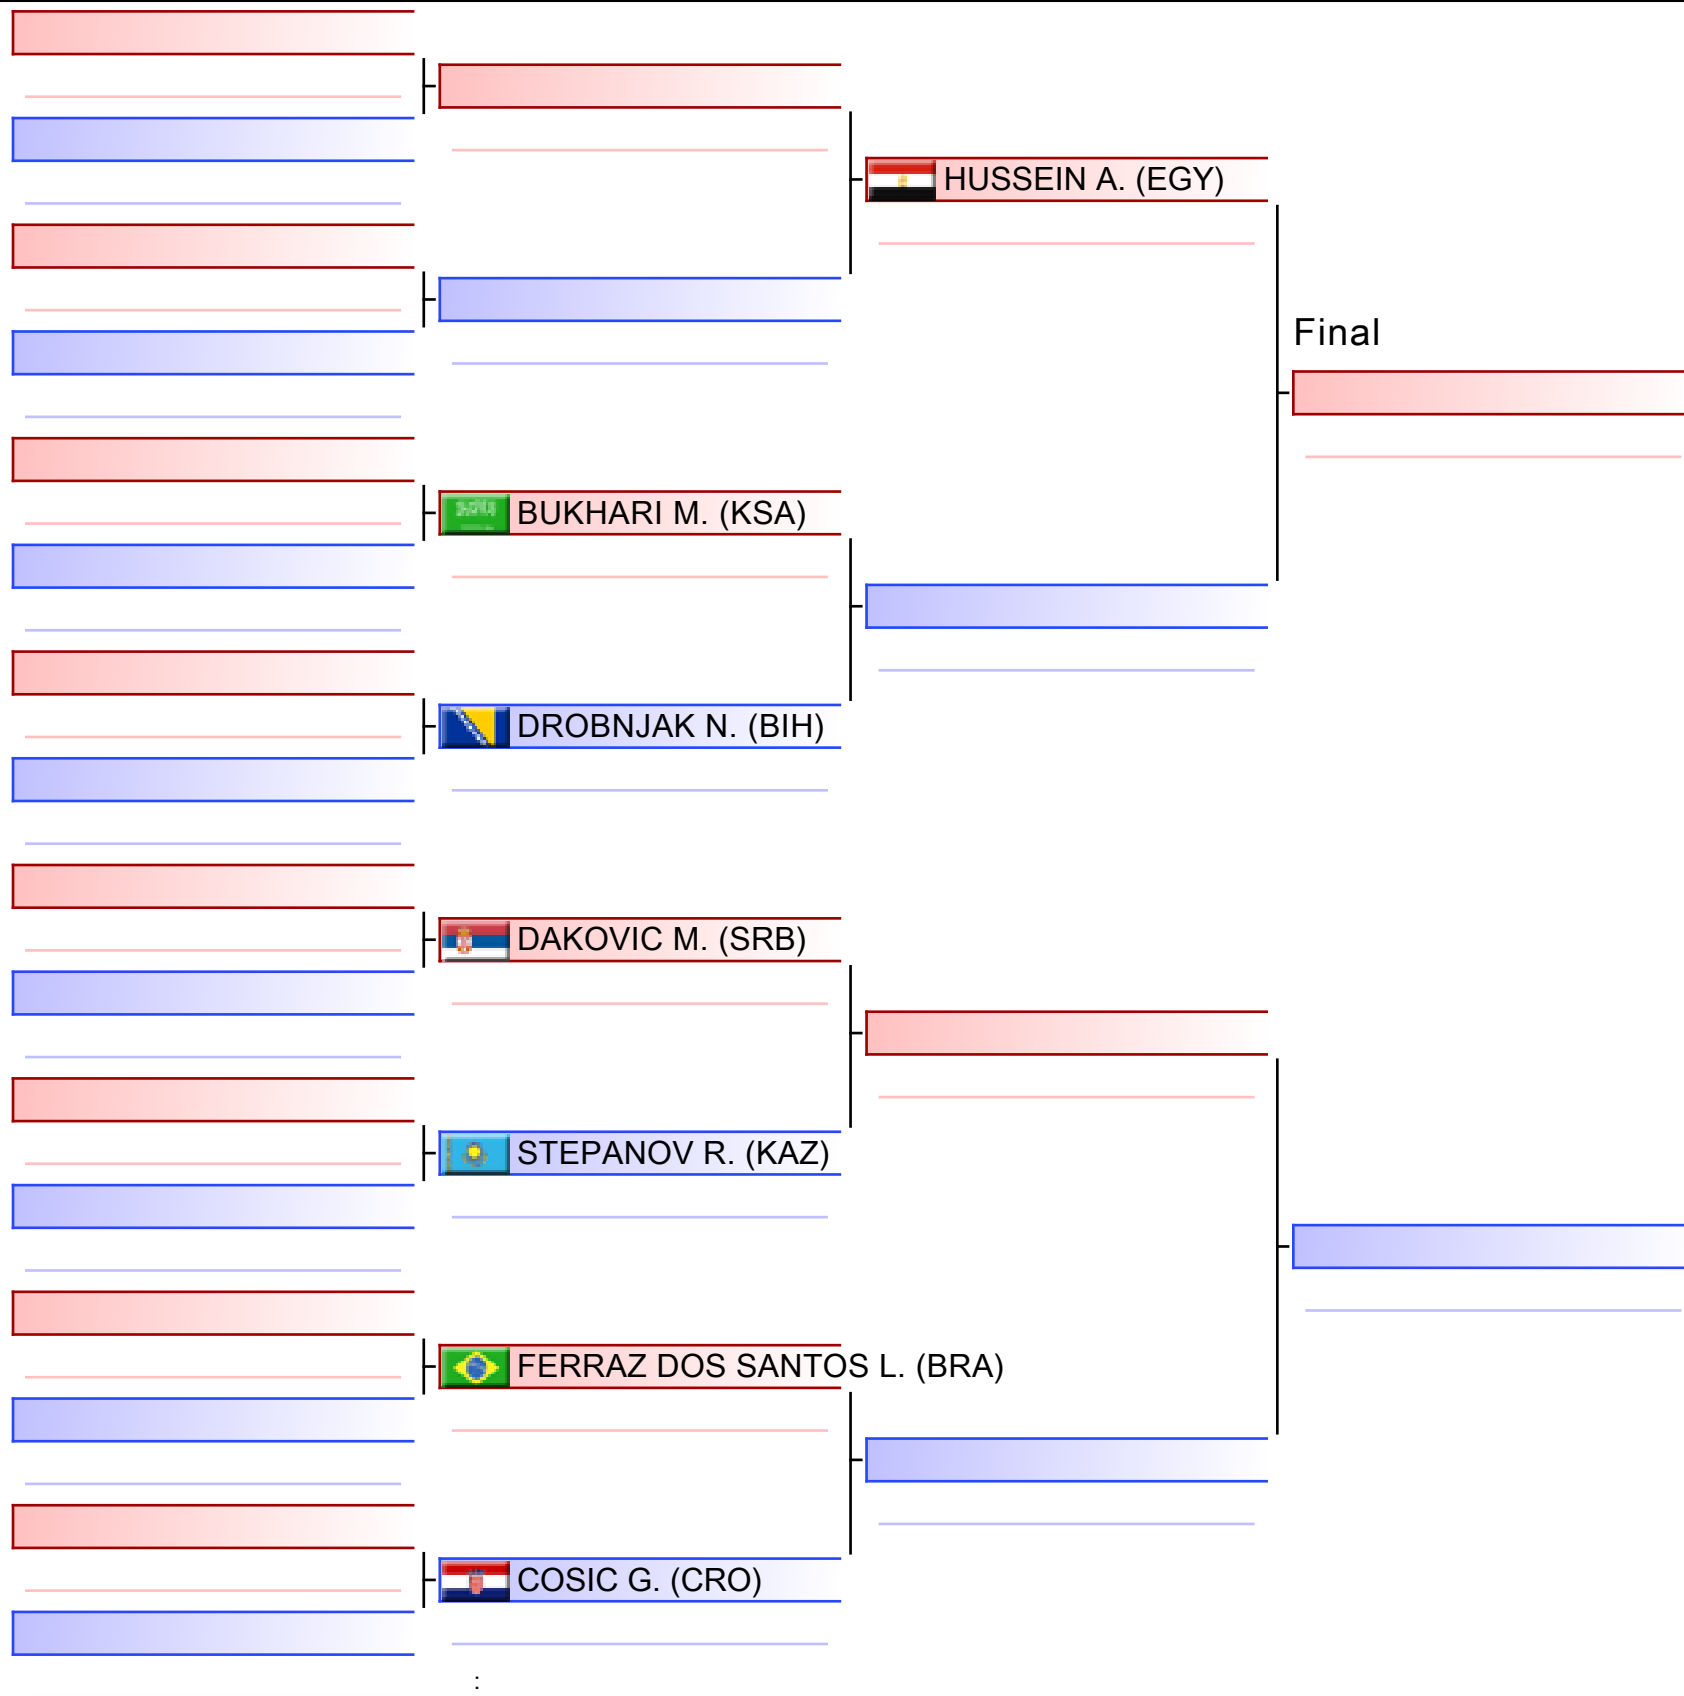 HUSSEIN A. (EGY)
Final
BUKHARI M. (KSA)
DROBNJAK N. (BIH)
DAKOVIC M. (SRB)
STEPANOV R. (KAZ)
FERRAZ DOS SANTOS L. (BRA)
COSIC G. (CRO)
: